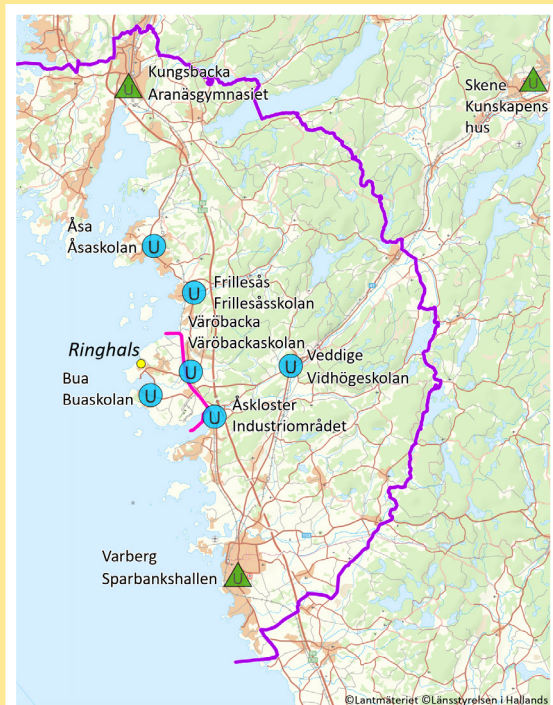 Kungsbacka
Aranäsgymnasiet
U
Skene
Kunskapens
hus
U
Åsa
Åsaskolan
U
Frillesås
Frillesåsskolan
U
Väröbacka
Väröbackaskolan
U
Ringhals
Veddige
Vidhögeskolan
U
Bua
Buaskolan
U
Åskloster
Industriområdet
U
Varberg
Sparbankshallen
U
©Lantmäteriet ©Länsstyrelsen i Hallands